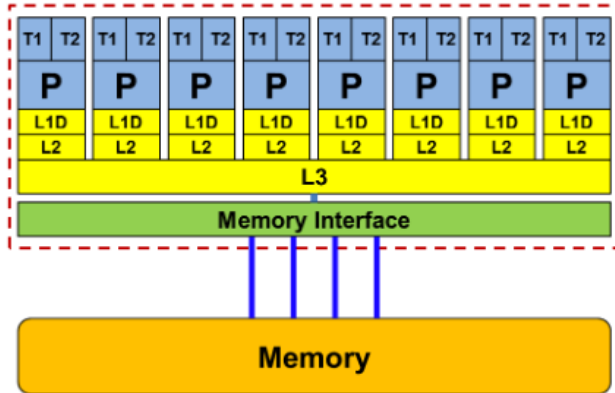 T1 T2 T1 T2 T1 T2 T1 T2 T1 T2 T1 T2 T1 T2 T1 T2
P P P P P P P P
L1D L1D L1D L1D L1D L1D L1D L1D
L2 L2 L2 L2 L2 L2 L2 L2
L3
Memory Interface
Memory